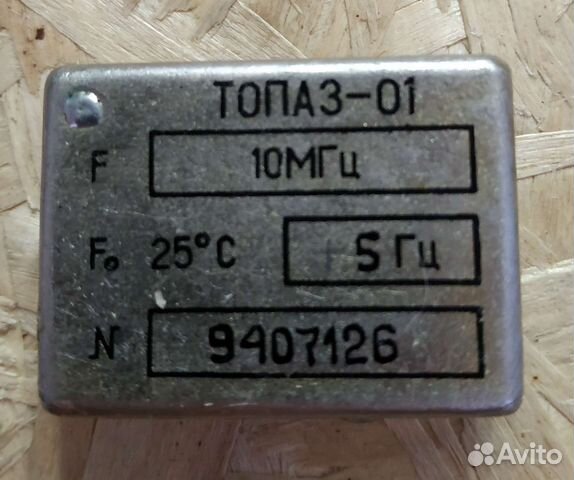 ТОПАЗ-01
F 10МГц
F₀ 25°С 5 Гц
N 9407126
Avito